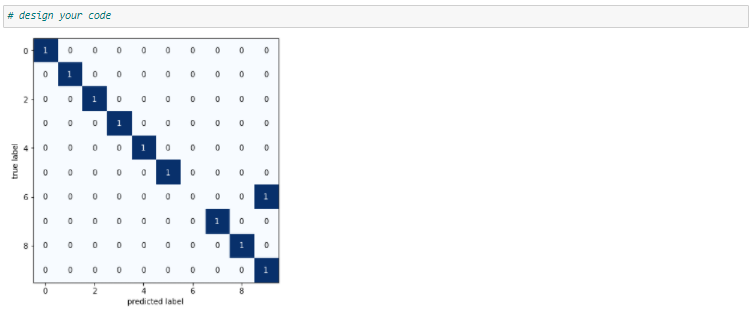 # design your code
0 1 0 0 0 0 0 0 0 0 0
0 1 0 0 0 0 0 0 0 0
2 0 0 1 0 0 0 0 0 0 0
0 0 0 1 0 0 0 0 0 0
4 0 0 0 0 1 0 0 0 0 0
0 0 0 0 0 1 0 0 0 0
6 0 0 0 0 0 0 0 0 0 1
0 0 0 0 0 0 0 1 0 0
8 0 0 0 0 0 0 0 0 1 0
0 0 0 0 0 0 0 0 0 1
true label
0 2 4 6 8
predicted label